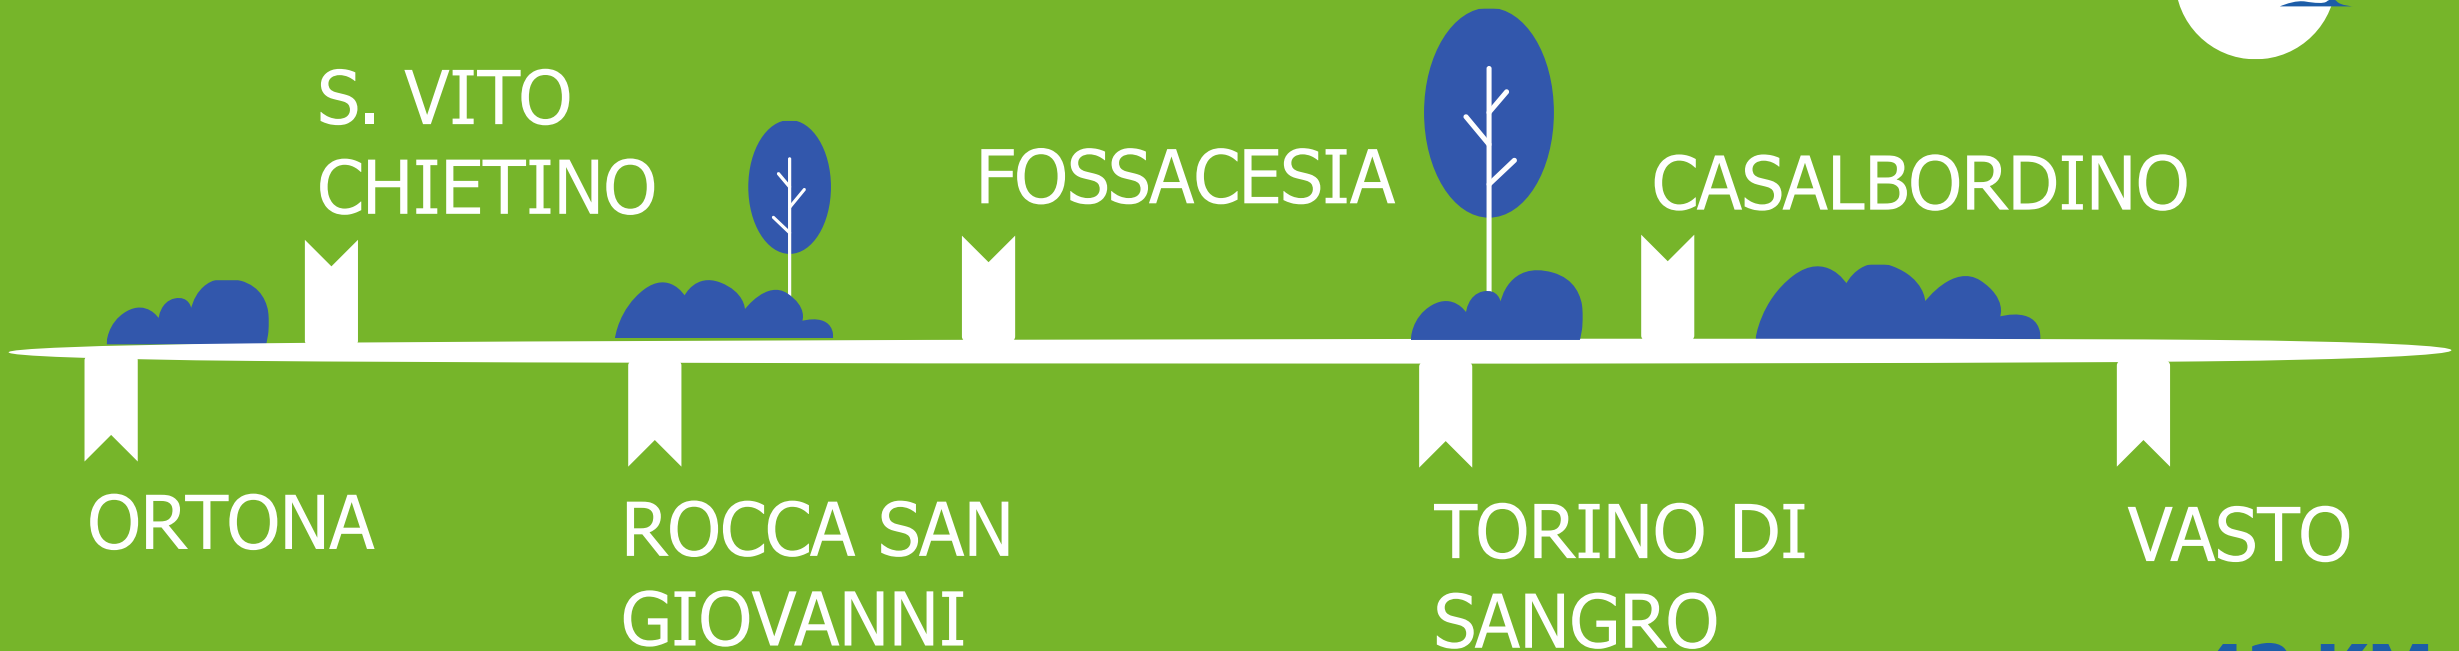 S. VITO
CHIETINO
FOSSACESIA
CASALBORDINO
ORTONA
ROCCA SAN
GIOVANNI
TORINO DI
SANGRO
VASTO